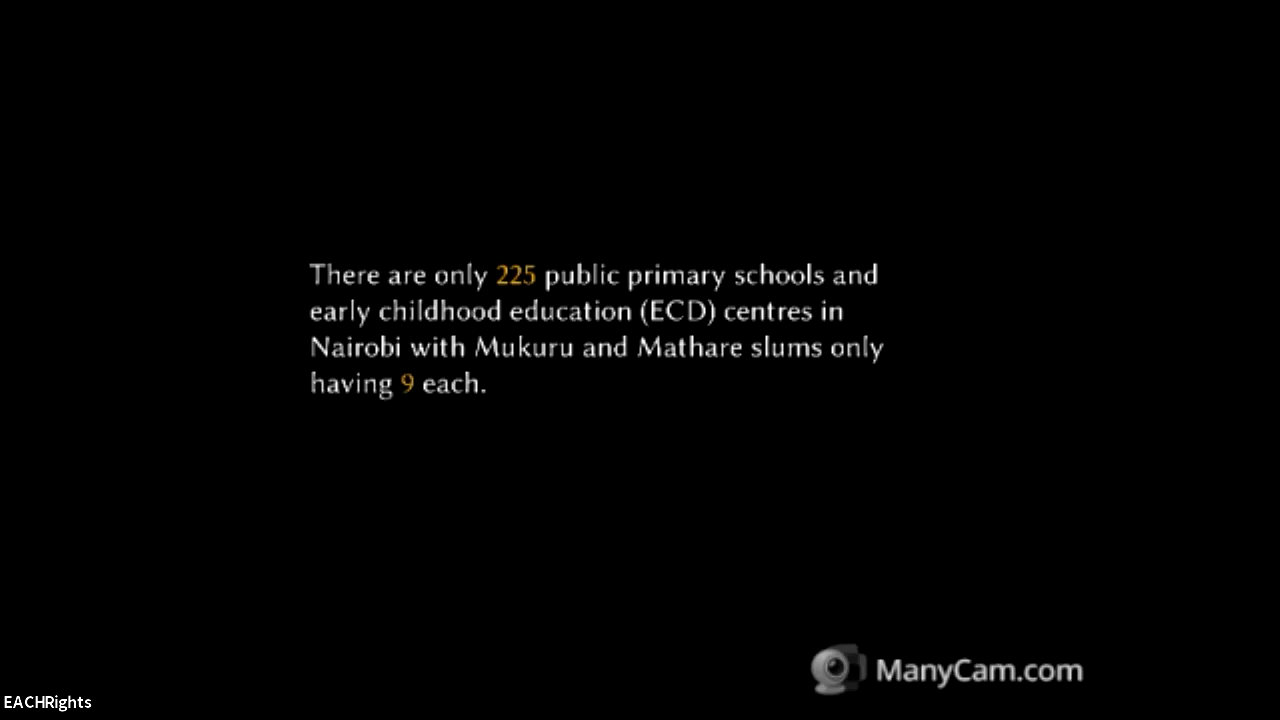 There are only 225 public primary schools and
early childhood education (ECD) centres in
Nairobi with Mukuru and Mathare slums only
having 9 each.
ManyCam.com
EACHRights